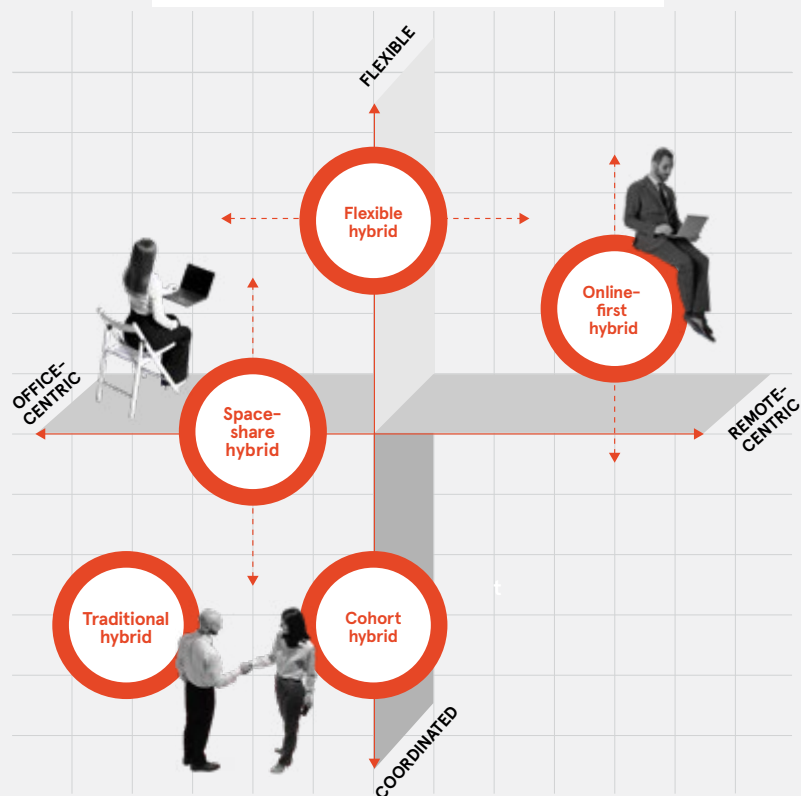 FLEXIBLE
Flexible
hybrid
Online-
first
hybrid
OFFICE-
CENTRIC
Space-
share
hybrid
REMOTE-
CENTRIC
t
Traditional
hybrid
Cohort
hybrid
COORDINATED